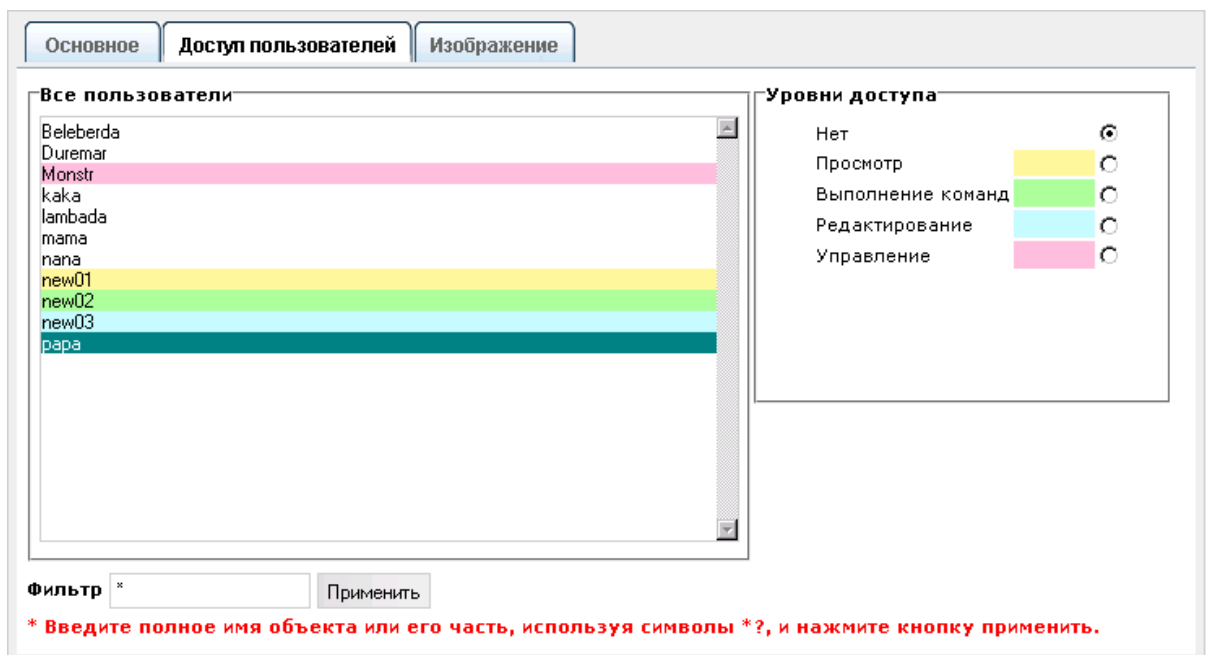 Основное Доступ пользователей Изображение
Все пользователи
Beleberda
Duremar
Monstr
kaka
lambada
mama
nana
new01
new02
new03
papa
Уровни доступа
Нет
Просмотр
Выполнение команд
Редактирование
Управление
Фильтр * Применить
* Введите полное имя объекта или его часть, используя символы *?, и нажмите кнопку применить.